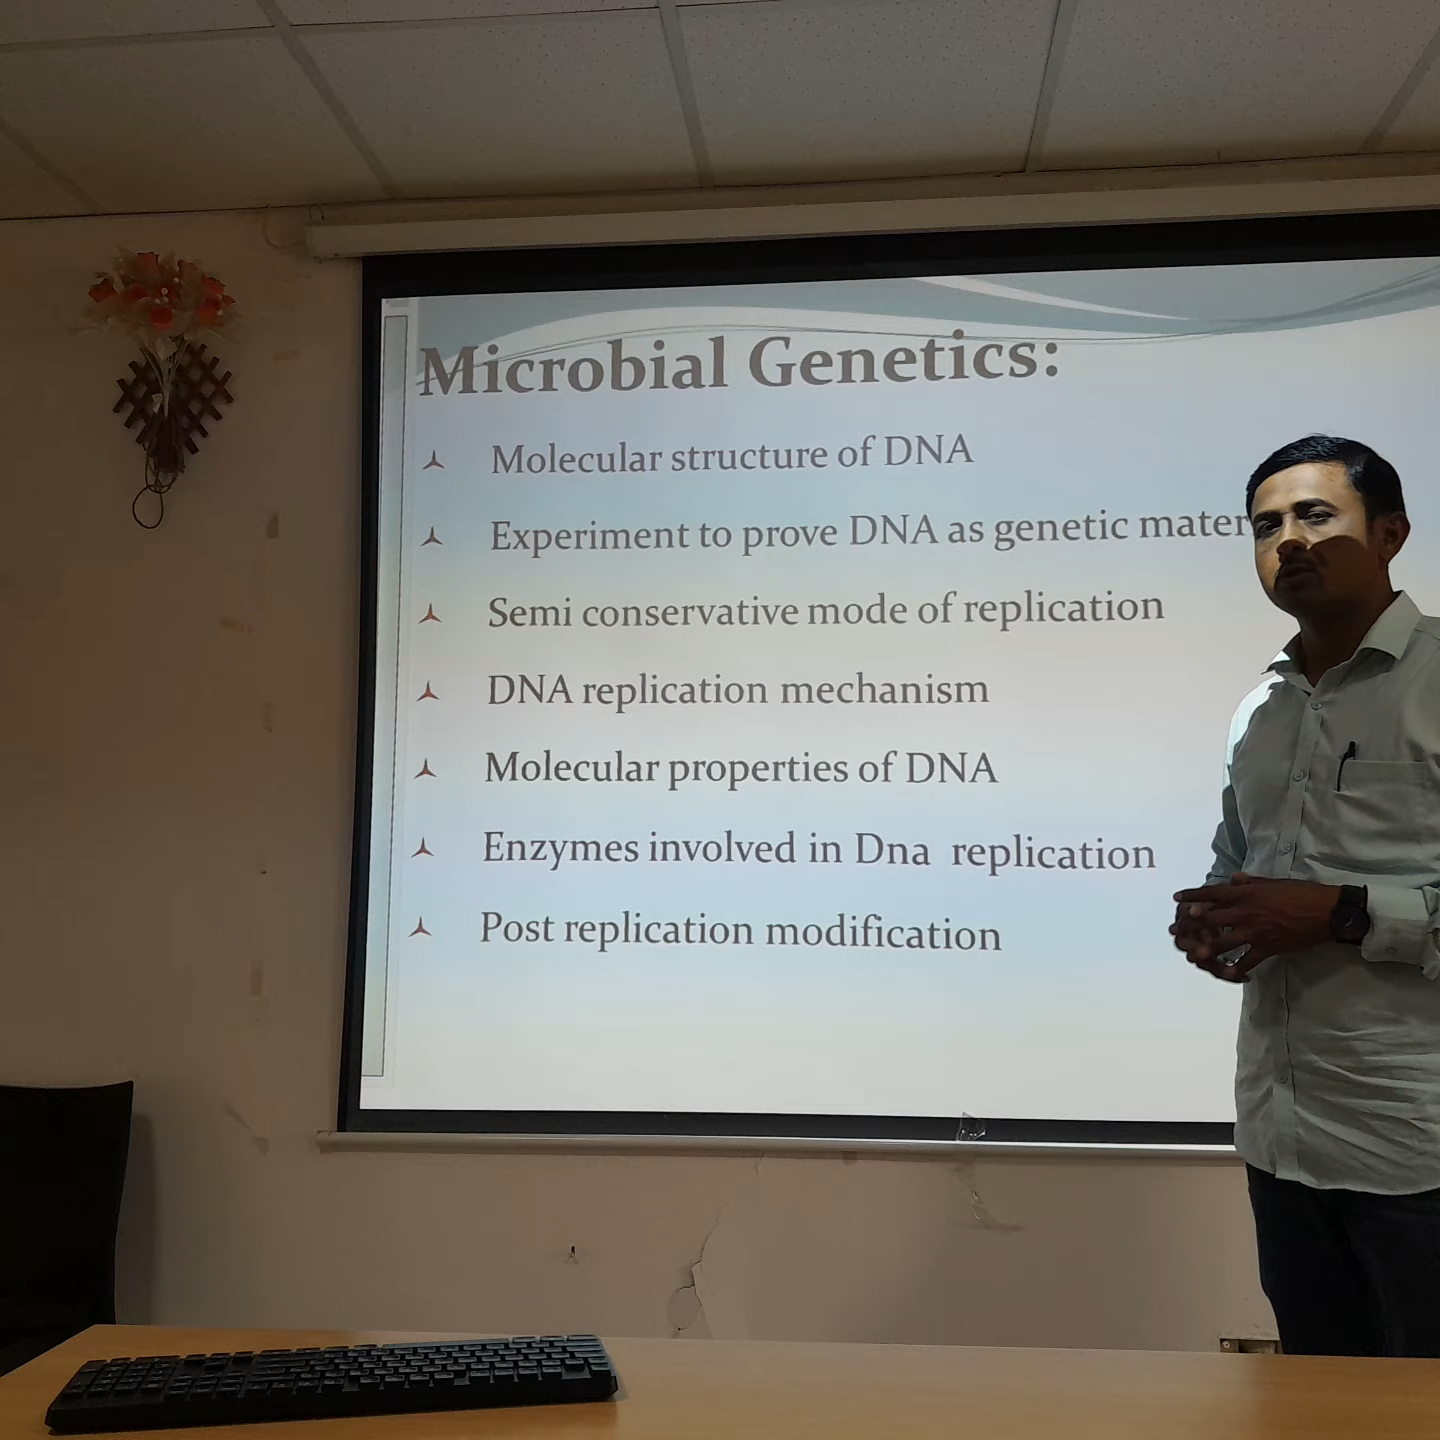 Microbial Genetics:
Molecular structure of DNA
Experiment to prove DNA as genetic mater
Semi conservative mode of replication
DNA replication mechanism
Molecular properties of DNA
Enzymes involved in Dna replication
Post replication modification